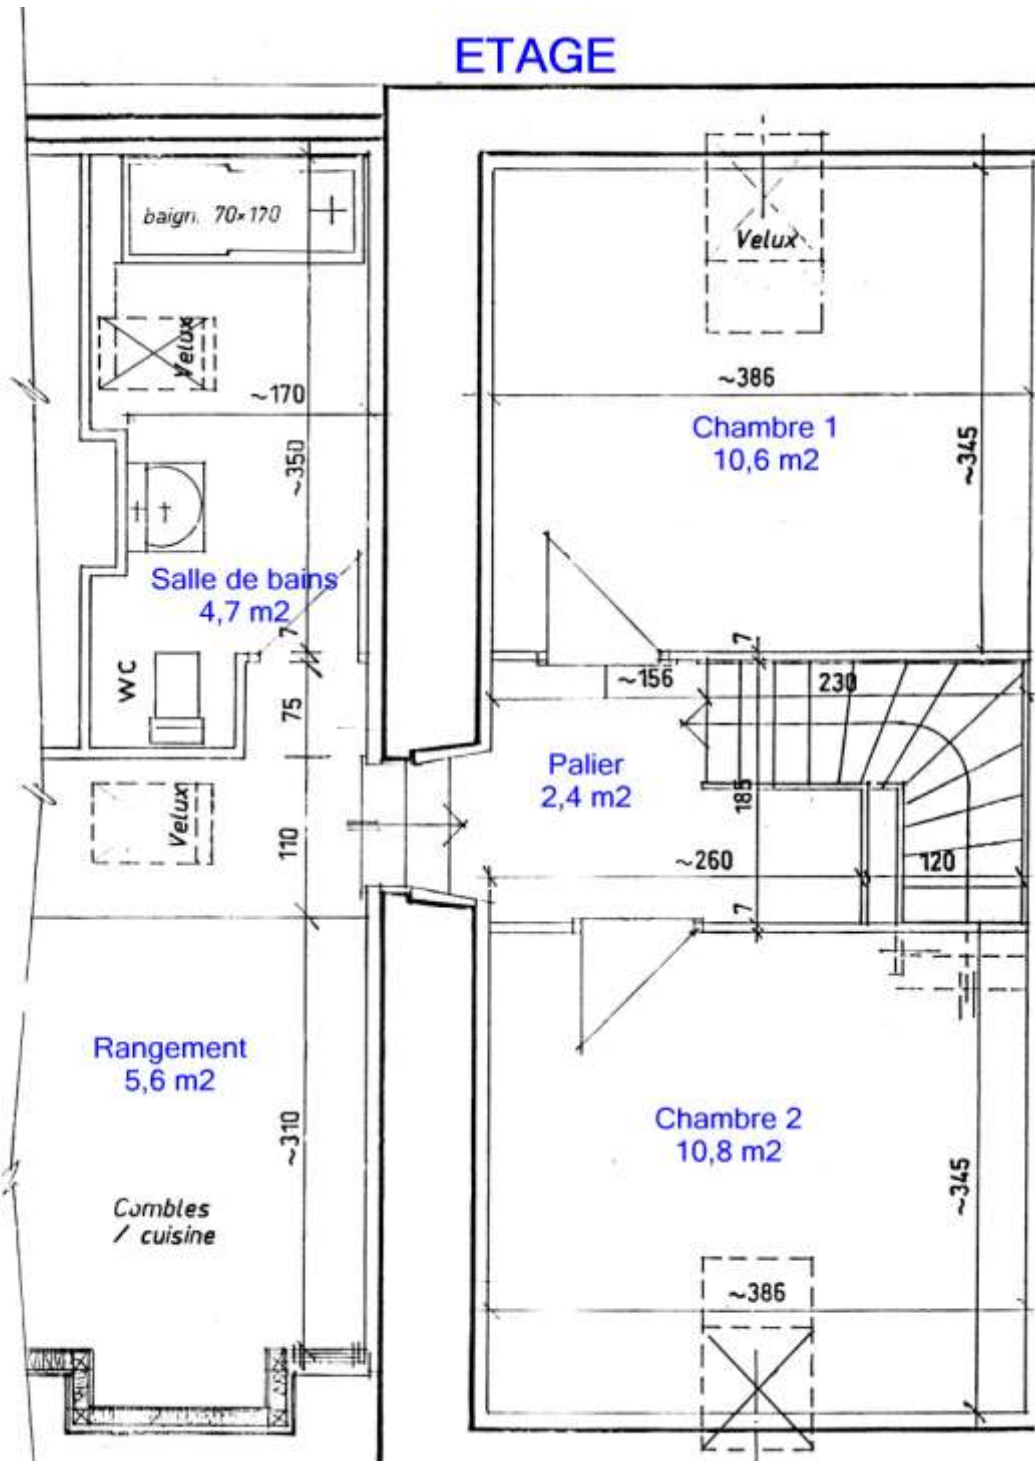 ETAGE
baign. 70×170
Velux
Velux
~170
~386
Chambre 1
10,6 m2
~345
~350
Salle de bains
4,7 m2
7
7
WC
75
~156
230
Palier
2,4 m2
185
Velux
110
~260
120
7
Rangement
5,6 m2
~310
Chambre 2
10,8 m2
~345
Combles
/ cuisine
~386